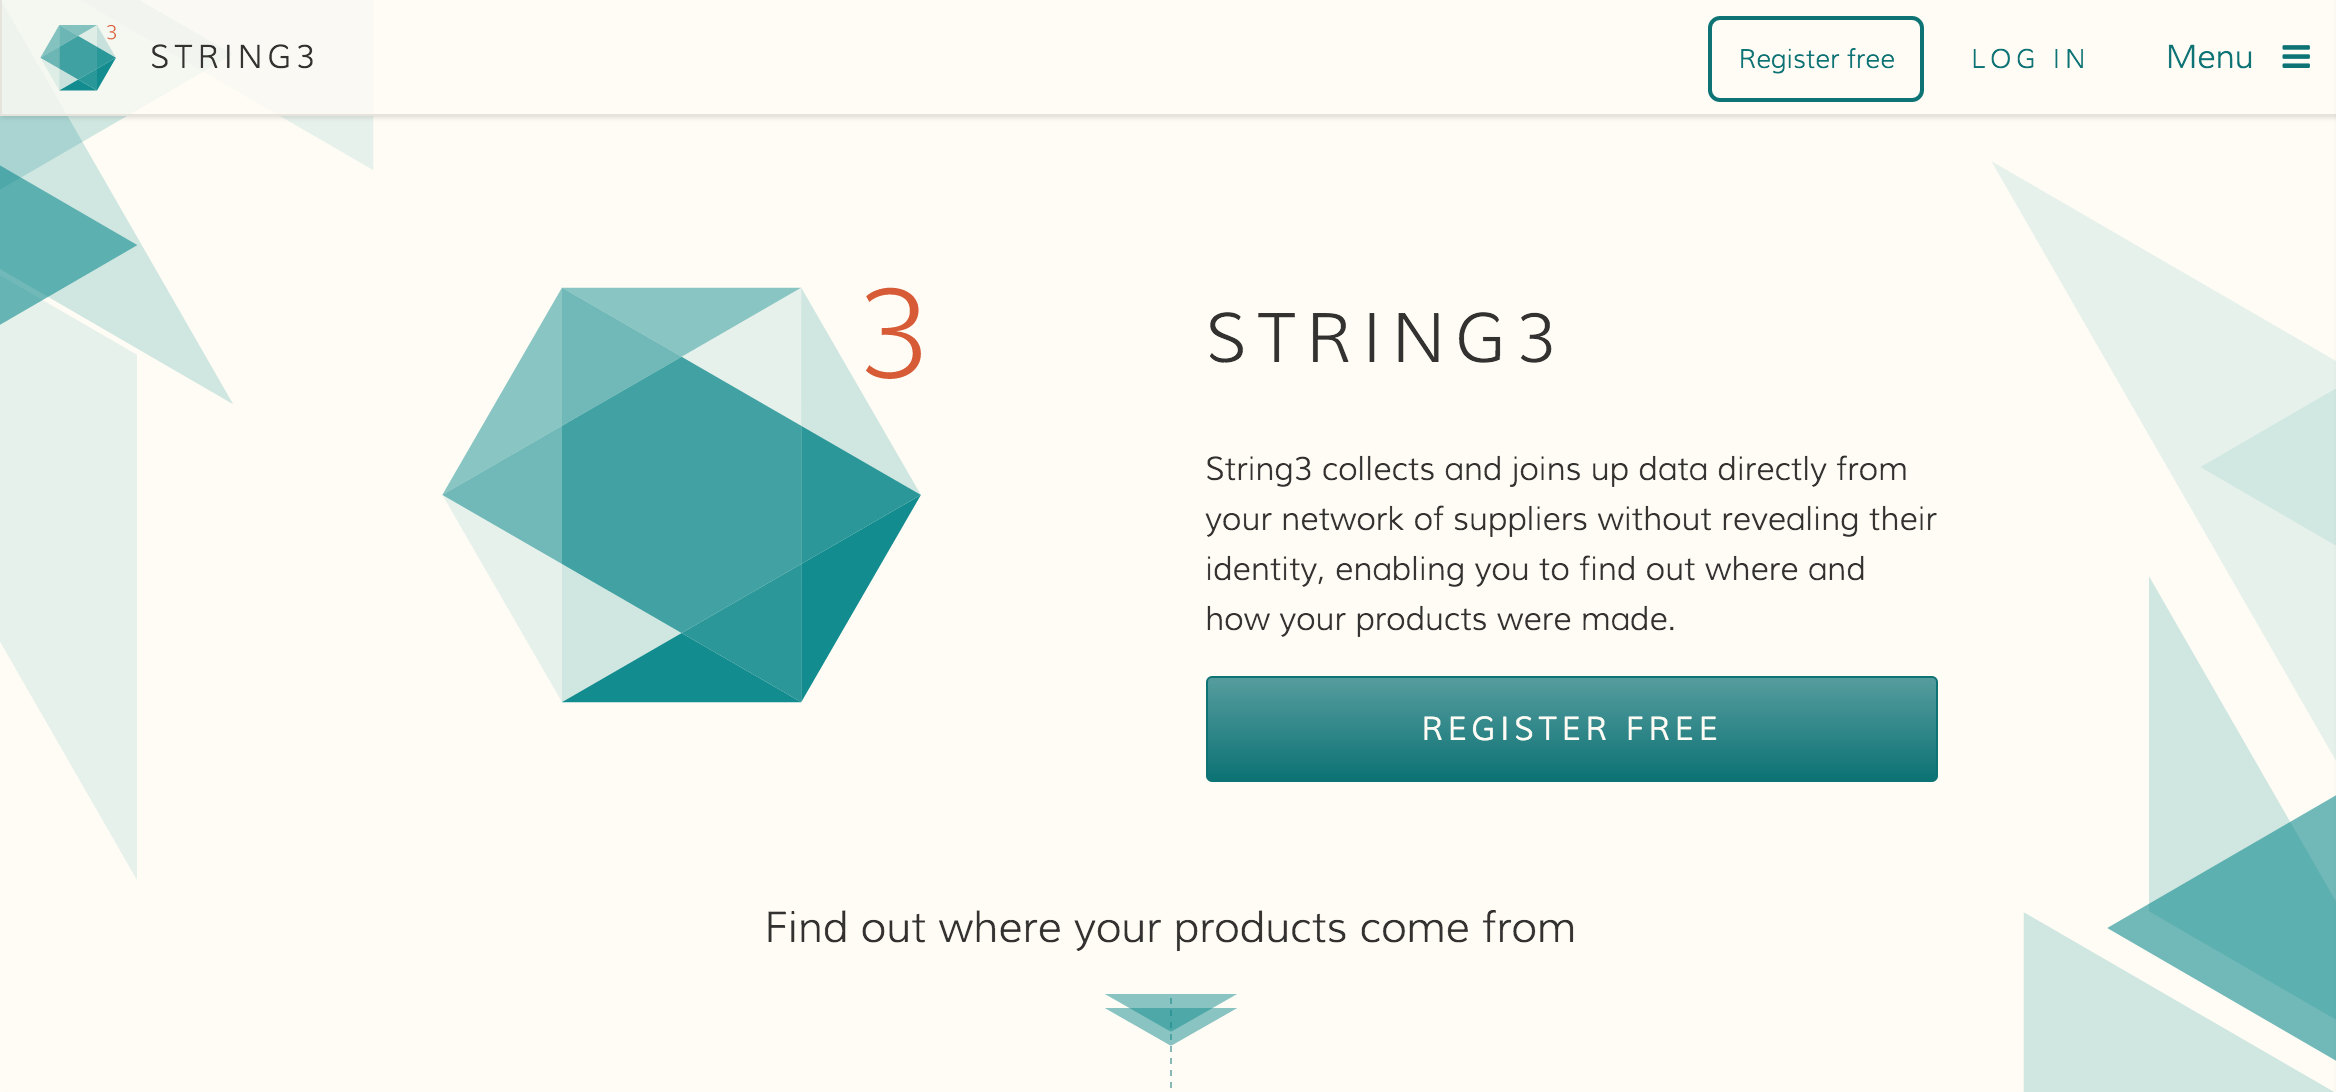 3
STRING3
Register free
LOG IN
Menu
3
STRING3
String3 collects and joins up data directly from
your network of suppliers without revealing their
identity, enabling you to find out where and
how your products were made.
REGISTER FREE
Find out where your products come from